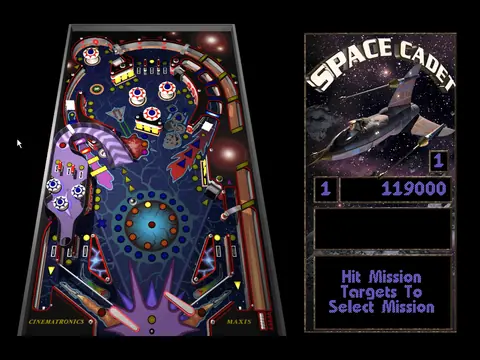 SPACE CADET
1
1 119000
Hit Mission
Targets To
Select Mission
CINEMATRONICS
MAXIS